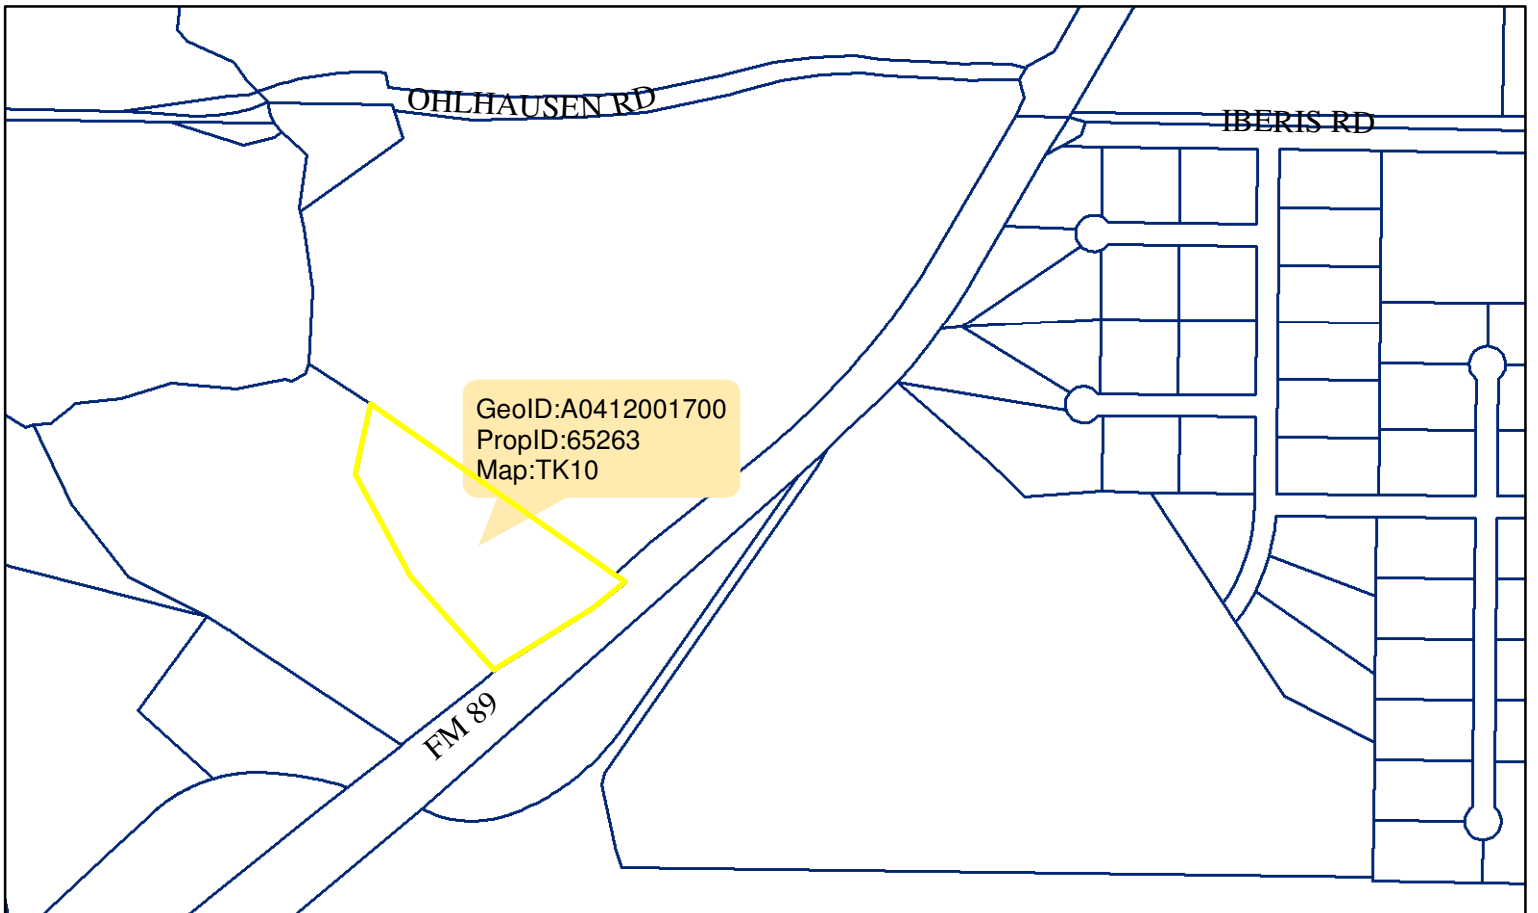 OHLHAUSEN RD
IBERIS RD
GeoID:A0412001700
PropID:65263
Map:TK10
FM 89